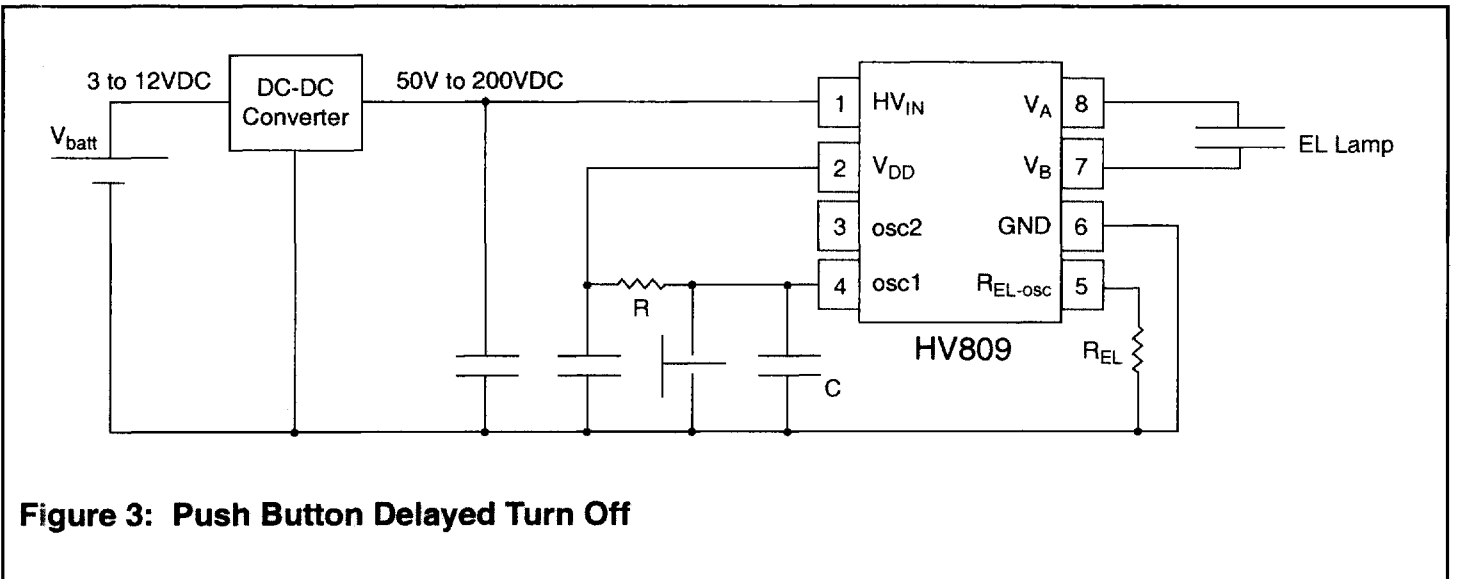 3 to 12VDC
DC-DC
Converter
50V to 200VDC
V_batt
1 HV_IN
2 V_DD
3 osc2
4 osc1
V_A 8
V_B 7
GND 6
R_EL-osc 5
HV809
EL Lamp
R
C
R_EL
Figure 3: Push Button Delayed Turn Off